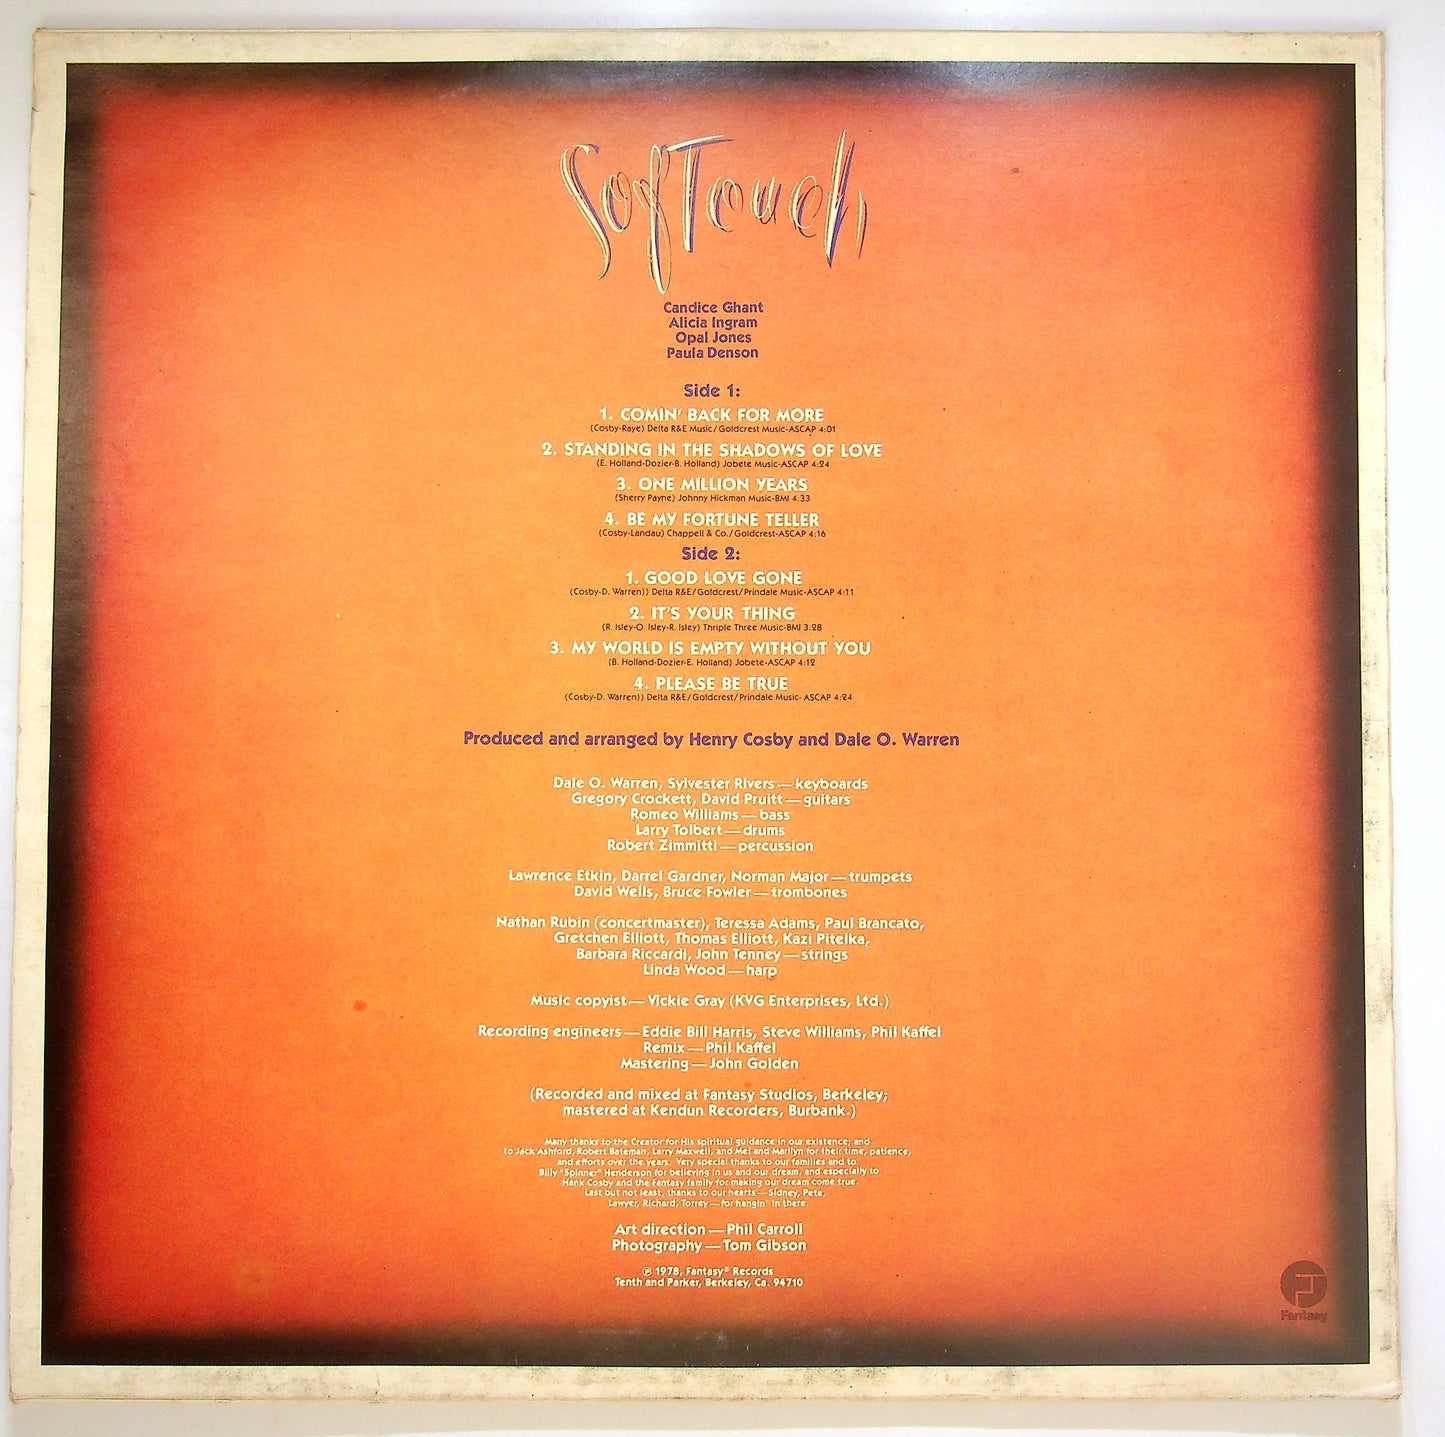 SofTouch
Candice Ghant
Alicia Ingram
Opal Jones
Paula Denson
Side 1:
1. COMIN' BACK FOR MORE
(Cosby-Raye) Delta R&E Music/Goldcrest Music-ASCAP 4:01
2. STANDING IN THE SHADOWS OF LOVE
(E. Holland-Dozier-B. Holland) Jobete Music-ASCAP 4:24
3. ONE MILLION YEARS
(Sherry Payne) Johnny Hickman Music-BMI 4.33
4. BE MY FORTUNE TELLER
(Cosby-Landau) Chappell & Co./Goldcrest-ASCAP 4:16
Side 2:
1. GOOD LOVE GONE
(Cosby-D. Warren)) Delta R&E/Goldcrest/Prindale Music-ASCAP 4:11
2. IT'S YOUR THING
(R. Isley-O. Isley-R. Isley) Thriple Three Music-BMI 3.28
3. MY WORLD IS EMPTY WITHOUT YOU
(B. Holland-Dozier-E. Holland) Jobete-ASCAP 4:12
4. PLEASE BE TRUE
(Cosby-D. Warren)) Delta R&E/Goldcrest/Prindale Music- ASCAP 4:24
Produced and arranged by Henry Cosby and Dale O. Warren
Dale O. Warren, Sylvester Rivers—keyboards
Gregory Crockett, David Pruitt—guitars
Romeo Williams—bass
Larry Tolbert—drums
Robert Zimmitti—percussion
Lawrence Etkin, Darrel Gardner, Norman Major—trumpets
David Wells, Bruce Fowler—trombones
Nathan Rubin (concertmaster), Teressa Adams, Paul Brancato,
Gretchen Elliott, Thomas Elliott, Kazi Pitelka,
Barbara Riccardi, John Tenney—strings
Linda Wood—harp
Music copyist—Vickie Gray (KVG Enterprises, Ltd.)
Recording engineers—Eddie Bill Harris, Steve Williams, Phil Kaffel
Remix—Phil Kaffel
Mastering—John Golden
(Recorded and mixed at Fantasy Studios, Berkeley;
mastered at Kendun Recorders, Burbank.)
Many thanks to the Creator for His spiritual guidance in our existence; and
to Jack Ashford, Robert Bateman, Larry Maxwell, and Mel and Marilyn for their time, patience,
and efforts over the years. Very special thanks to our families and to
Billy "Spinner" Henderson for believing in us and our dream, and especially to
Hank Cosby and the Fantasy family for making our dream come true.
Last but not least, thanks to our hearts—Sidney, Pete,
Lawyer, Richard, Torrey—for hangin' in there.
Art direction—Phil Carroll
Photography—Tom Gibson
℗ 1978, Fantasy® Records
Tenth and Parker, Berkeley, Ca. 94710
Fantasy